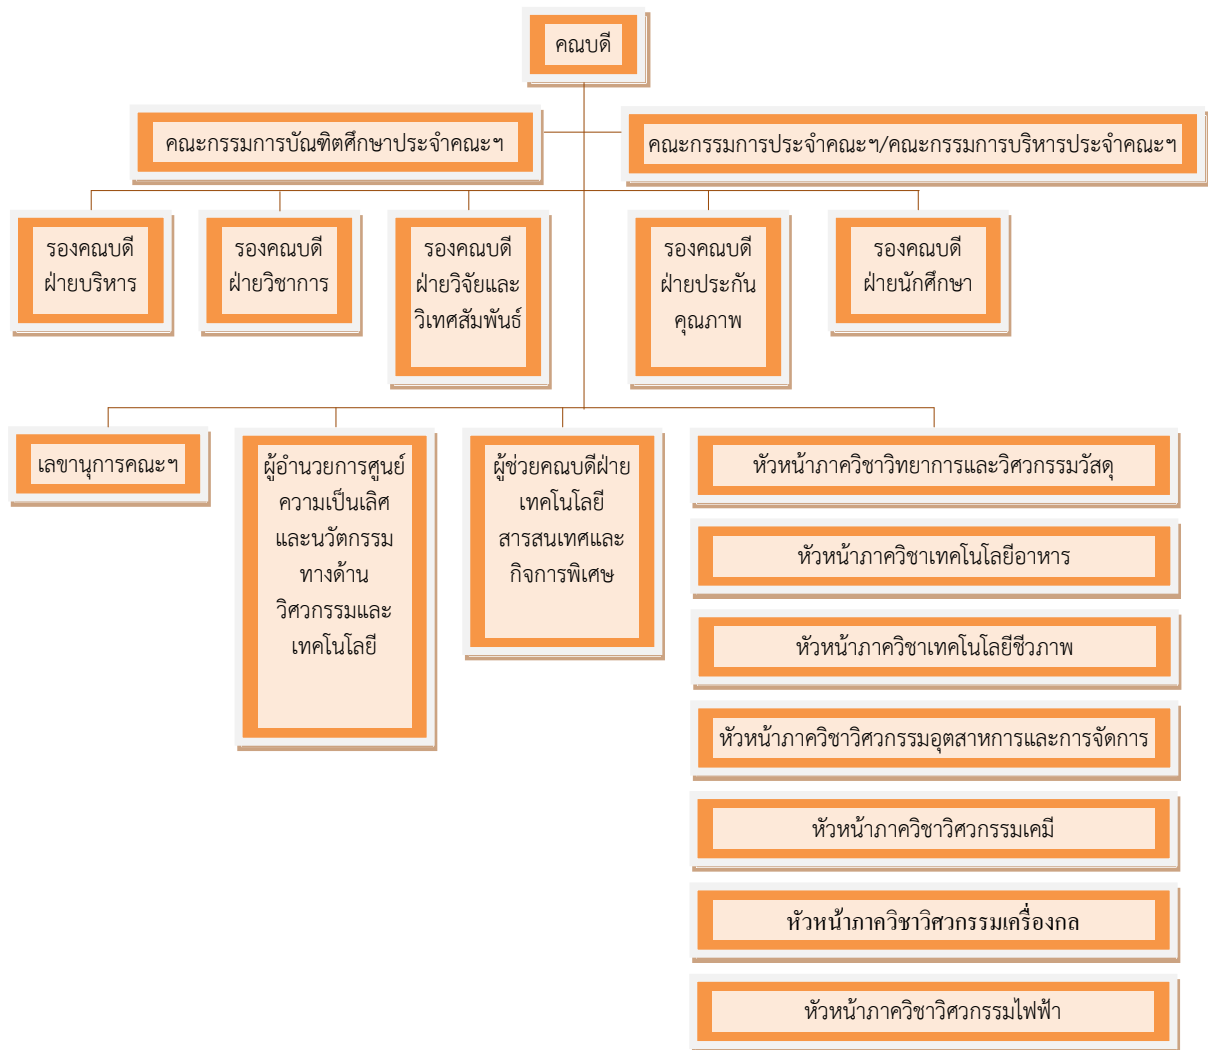 คณบดี
คณะกรรมการบัณฑิตศึกษาประจำคณะฯ
คณะกรรมการประจำคณะฯ/คณะกรรมการบริหารประจำคณะฯ
รองคณบดี
ฝ่ายบริหาร
รองคณบดี
ฝ่ายวิชาการ
รองคณบดี
ฝ่ายวิจัยและ
วิเทศสัมพันธ์
รองคณบดี
ฝ่ายประกัน
คุณภาพ
รองคณบดี
ฝ่ายนักศึกษา
เลขานุการคณะฯ
ผู้อำนวยการศูนย์
ความเป็นเลิศ
และนวัตกรรม
ทางด้าน
วิศวกรรมและ
เทคโนโลยี
ผู้ช่วยคณบดีฝ่าย
เทคโนโลยี
สารสนเทศและ
กิจการพิเศษ
หัวหน้าภาควิชาวิทยาการและวิศวกรรมวัสดุ
หัวหน้าภาควิชาเทคโนโลยีอาหาร
หัวหน้าภาควิชาเทคโนโลยีชีวภาพ
หัวหน้าภาควิชาวิศวกรรมอุตสาหการและการจัดการ
หัวหน้าภาควิชาวิศวกรรมเคมี
หัวหน้าภาควิชาวิศวกรรมเครื่องกล
หัวหน้าภาควิชาวิศวกรรมไฟฟ้า